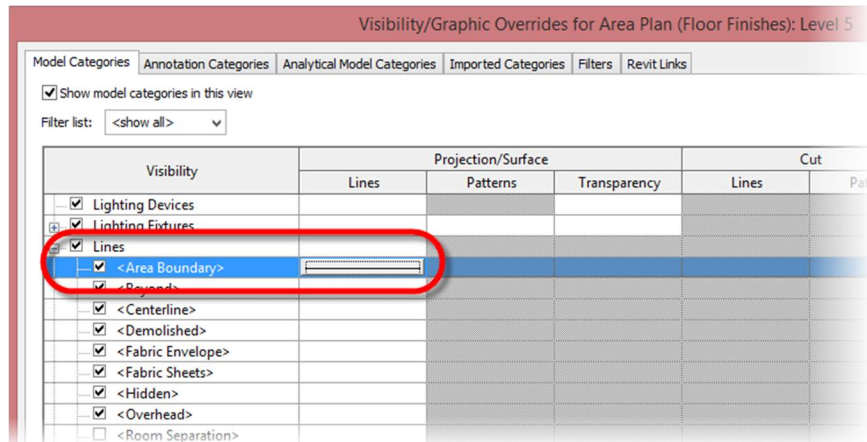 Visibility/Graphic Overrides for Area Plan (Floor Finishes): Level 5
Model Categories Annotation Categories Analytical Model Categories Imported Categories Filters Revit Links
Show model categories in this view
Filter list: <show all>
Visibility Projection/Surface Cut
Lines Patterns Transparency Lines Pa
Lighting Devices
Lighting Fixtures
Lines
<Area Boundary>
<Beyond>
<Centerline>
<Demolished>
<Fabric Envelope>
<Fabric Sheets>
<Hidden>
<Overhead>
<Room Separation>